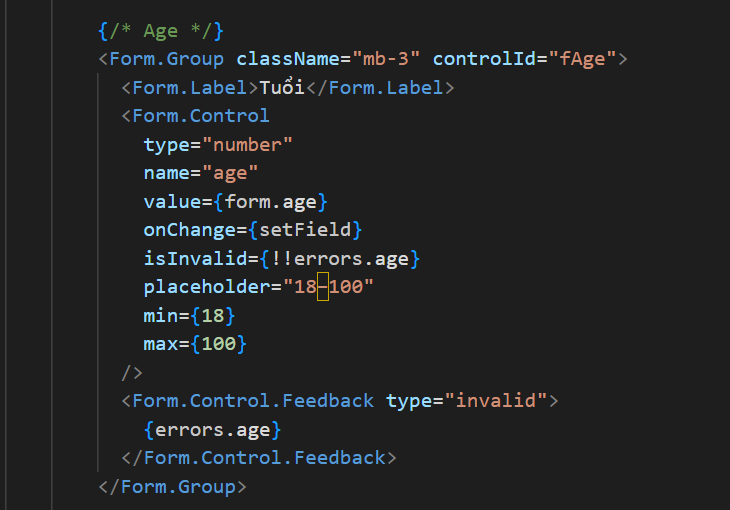 {/* Age */}
<Form.Group className="mb-3" controlId="fAge">
<Form.Label>Tuổi</Form.Label>
<Form.Control
type="number"
name="age"
value={form.age}
onChange={setField}
isInvalid={!!errors.age}
placeholder="18–100"
min={18}
max={100}
/>
<Form.Control.Feedback type="invalid">
{errors.age}
</Form.Control.Feedback>
</Form.Group>